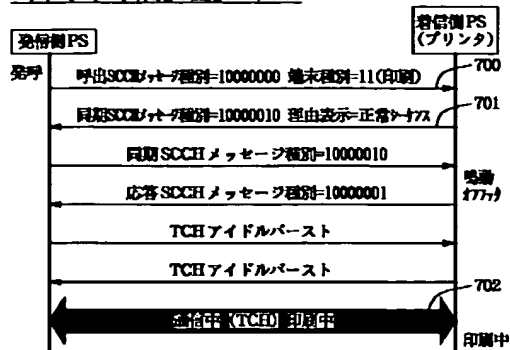 発信側PS
着信側PS
(プリンタ)
発呼
呼出SCCHメッセージ種別=10000000 端末種別=11(印刷)
700
同期SCCHメッセージ種別=10000010 理由表示=正常シーケンス
701
同期SCCHメッセージ種別=10000010
鳴動
オフフック
応答SCCHメッセージ種別=10000001
TCHアイドルバースト
TCHアイドルバースト
702
通信中(TCH) 印刷中
印刷中